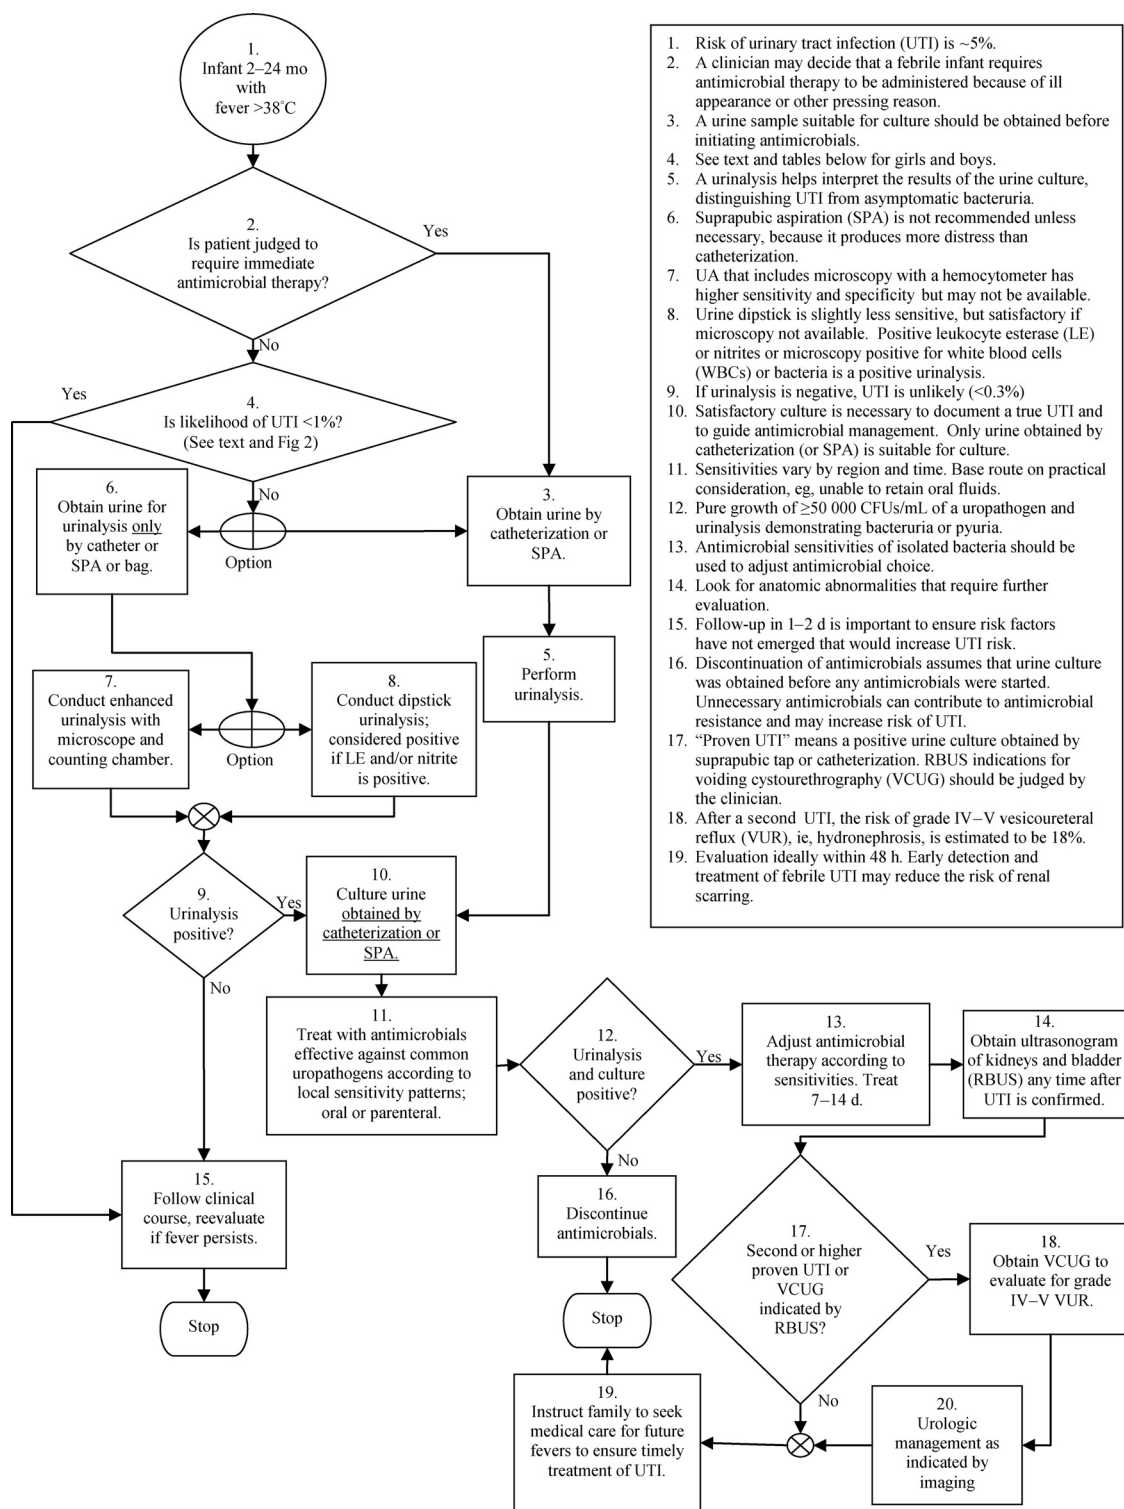 1.
Infant 2–24 mo
with
fever >38°C
2.
Is patient judged to
require immediate
antimicrobial therapy?
Yes
No
Yes
4.
Is likelihood of UTI <1%?
(See text and Fig 2)
No
6.
Obtain urine for
urinalysis only
by catheter or
SPA or bag.
Option
3.
Obtain urine by
catheterization or
SPA.
5.
Perform
urinalysis.
7.
Conduct enhanced
urinalysis with
microscope and
counting chamber.
Option
8.
Conduct dipstick
urinalysis;
considered positive
if LE and/or nitrite
is positive.
9.
Urinalysis
positive?
Yes
No
10.
Culture urine
obtained by
catheterization or
SPA.
11.
Treat with antimicrobials
effective against common
uropathogens according to
local sensitivity patterns;
oral or parenteral.
12.
Urinalysis
and culture
positive?
Yes
No
13.
Adjust antimicrobial
therapy according to
sensitivities. Treat
7–14 d.
14.
Obtain ultrasonogram
of kidneys and bladder
(RBUS) any time after
UTI is confirmed.
15.
Follow clinical
course, reevaluate
if fever persists.
Stop
16.
Discontinue
antimicrobials.
Stop
17.
Second or higher
proven UTI or
VCUG
indicated by
RBUS?
Yes
No
18.
Obtain VCUG to
evaluate for grade
IV–V VUR.
19.
Instruct family to seek
medical care for future
fevers to ensure timely
treatment of UTI.
20.
Urologic
management as
indicated by
imaging
1. Risk of urinary tract infection (UTI) is ~5%.
2. A clinician may decide that a febrile infant requires
antimicrobial therapy to be administered because of ill
appearance or other pressing reason.
3. A urine sample suitable for culture should be obtained before
initiating antimicrobials.
4. See text and tables below for girls and boys.
5. A urinalysis helps interpret the results of the urine culture,
distinguishing UTI from asymptomatic bacteruria.
6. Suprapubic aspiration (SPA) is not recommended unless
necessary, because it produces more distress than
catheterization.
7. UA that includes microscopy with a hemocytometer has
higher sensitivity and specificity but may not be available.
8. Urine dipstick is slightly less sensitive, but satisfactory if
microscopy not available. Positive leukocyte esterase (LE)
or nitrites or microscopy positive for white blood cells
(WBCs) or bacteria is a positive urinalysis.
9. If urinalysis is negative, UTI is unlikely (<0.3%)
10. Satisfactory culture is necessary to document a true UTI and
to guide antimicrobial management. Only urine obtained by
catheterization (or SPA) is suitable for culture.
11. Sensitivities vary by region and time. Base route on practical
consideration, eg, unable to retain oral fluids.
12. Pure growth of ≥50 000 CFUs/mL of a uropathogen and
urinalysis demonstrating bacteruria or pyuria.
13. Antimicrobial sensitivities of isolated bacteria should be
used to adjust antimicrobial choice.
14. Look for anatomic abnormalities that require further
evaluation.
15. Follow-up in 1–2 d is important to ensure risk factors
have not emerged that would increase UTI risk.
16. Discontinuation of antimicrobials assumes that urine culture
was obtained before any antimicrobials were started.
Unnecessary antimicrobials can contribute to antimicrobial
resistance and may increase risk of UTI.
17. “Proven UTI” means a positive urine culture obtained by
suprapubic tap or catheterization. RBUS indications for
voiding cystourethrography (VCUG) should be judged by
the clinician.
18. After a second UTI, the risk of grade IV–V vesicoureteral
reflux (VUR), ie, hydronephrosis, is estimated to be 18%.
19. Evaluation ideally within 48 h. Early detection and
treatment of febrile UTI may reduce the risk of renal
scarring.